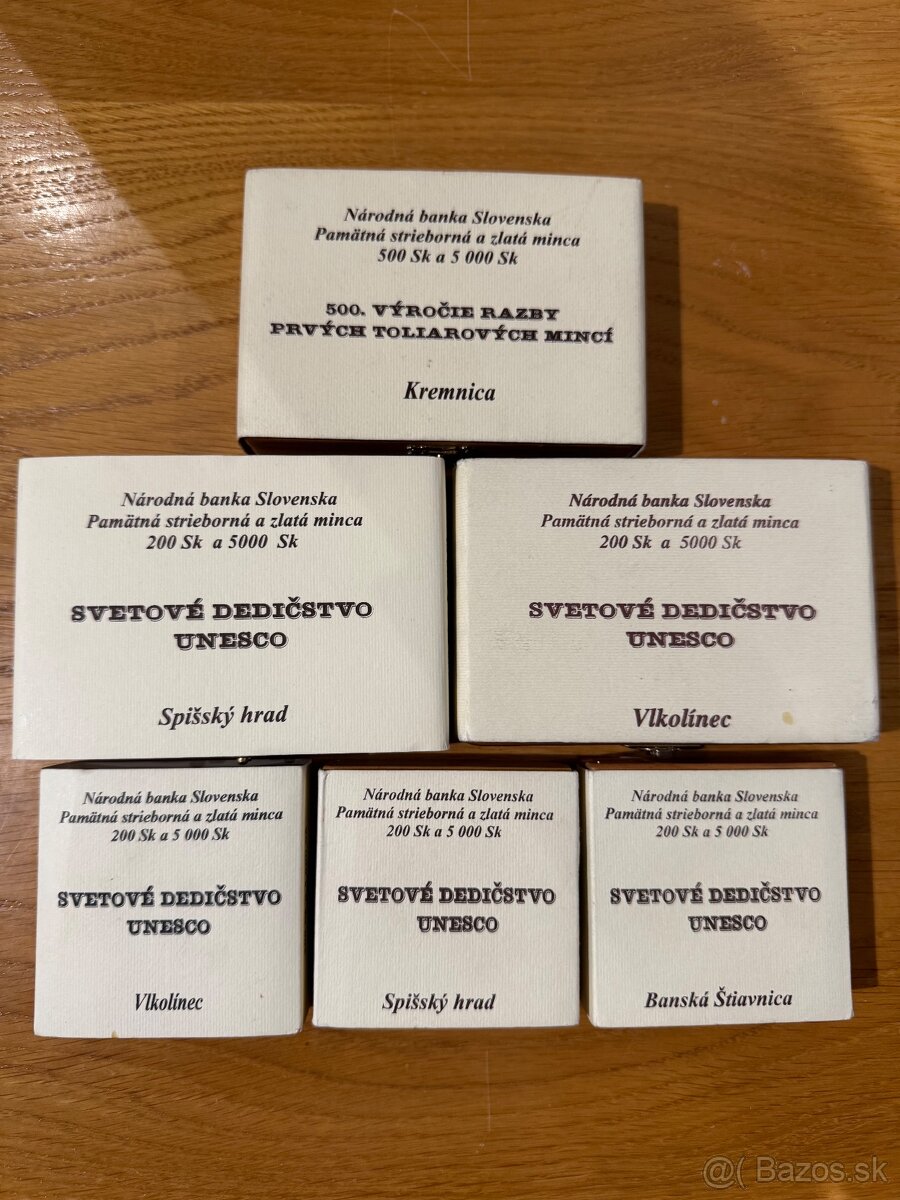 Národná banka Slovenska
Pamätná strieborná a zlatá minca
500 Sk a 5 000 Sk
500. VÝROČIE RAZBY
PRVÝCH TOLIAROVÝCH MINCÍ
Kremnica
Národná banka Slovenska
Pamätná strieborná a zlatá minca
200 Sk a 5000 Sk
SVETOVÉ DEDIČSTVO
UNESCO
Spišský hrad
Národná banka Slovenska
Pamätná strieborná a zlatá minca
200 Sk a 5000 Sk
SVETOVÉ DEDIČSTVO
UNESCO
Vlkolínec
Národná banka Slovenska
Pamätná strieborná a zlatá minca
200 Sk a 5 000 Sk
SVETOVÉ DEDIČSTVO
UNESCO
Vlkolínec
Národná banka Slovenska
Pamätná strieborná a zlatá minca
200 Sk a 5 000 Sk
SVETOVÉ DEDIČSTVO
UNESCO
Spišský hrad
Národná banka Slovenska
Pamätná strieborná a zlatá minca
200 Sk a 5 000 Sk
SVETOVÉ DEDIČSTVO
UNESCO
Banská Štiavnica
@( Bazos.sk